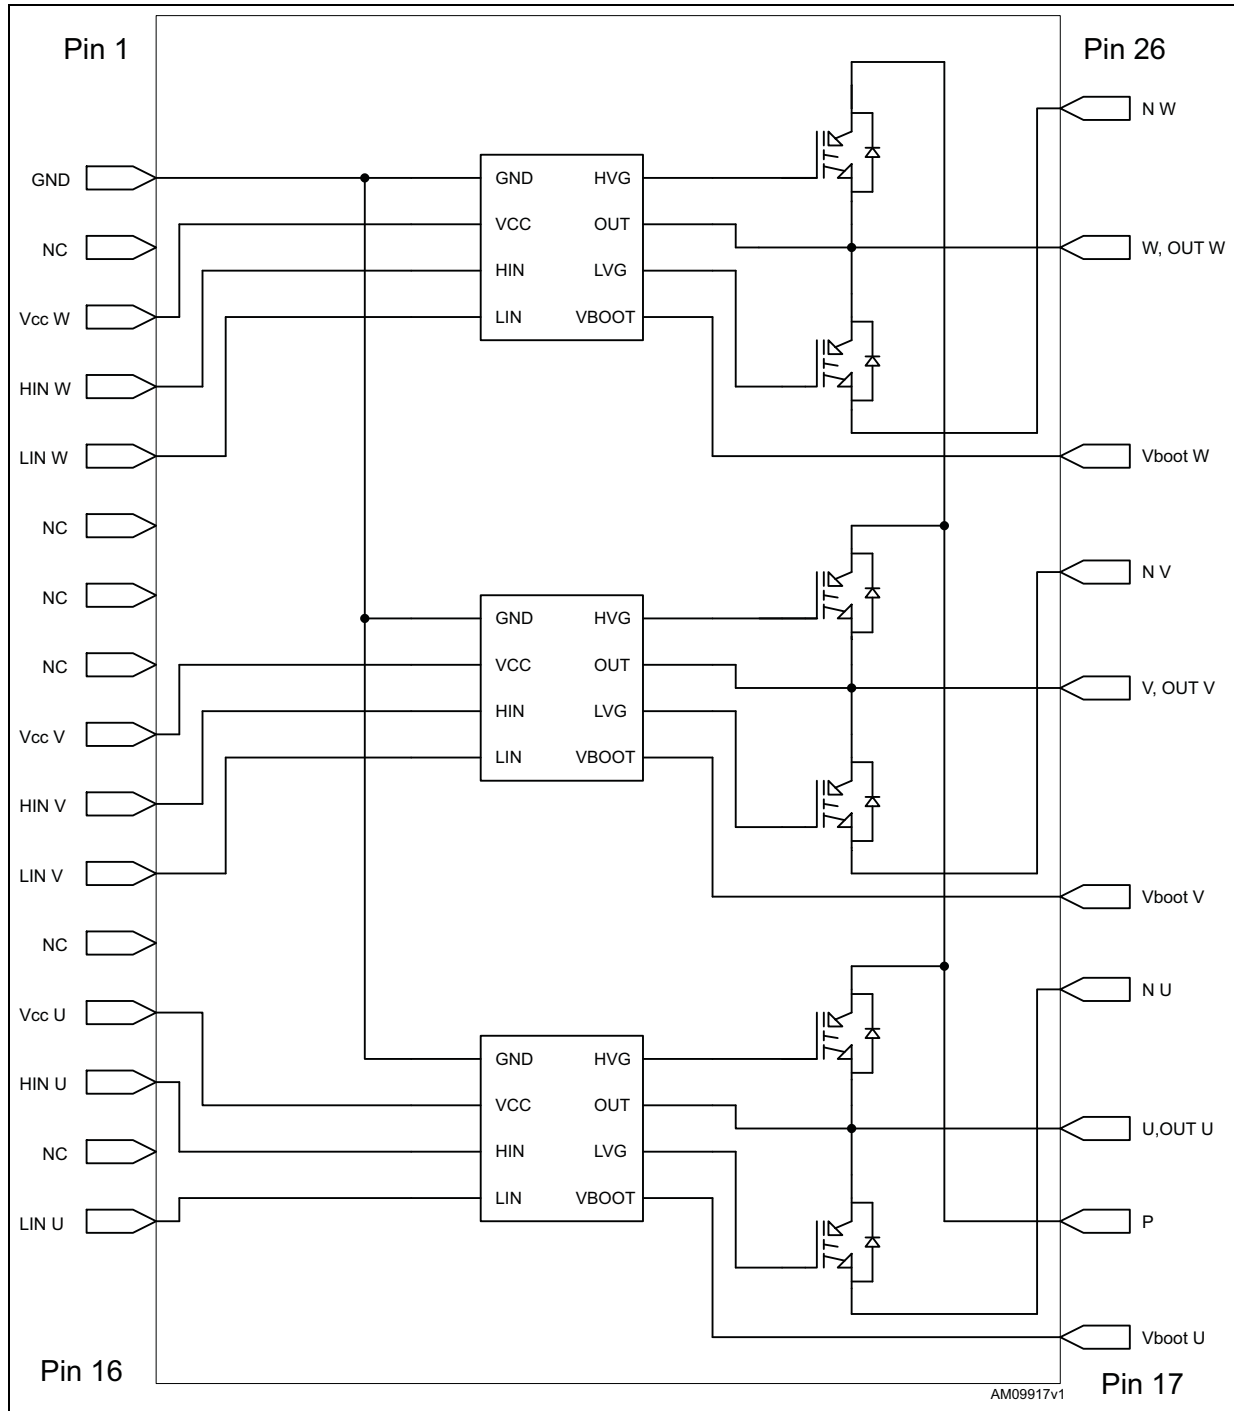 Pin 1
Pin 26
GND
NC
Vcc W
HIN W
LIN W
NC
NC
NC
Vcc V
HIN V
LIN V
NC
Vcc U
HIN U
NC
LIN U
Pin 16
GND HVG
VCC OUT
HIN LVG
LIN VBOOT
GND HVG
VCC OUT
HIN LVG
LIN VBOOT
GND HVG
VCC OUT
HIN LVG
LIN VBOOT
N W
W, OUT W
Vboot W
N V
V, OUT V
Vboot V
N U
U,OUT U
P
Vboot U
Pin 17
AM09917v1